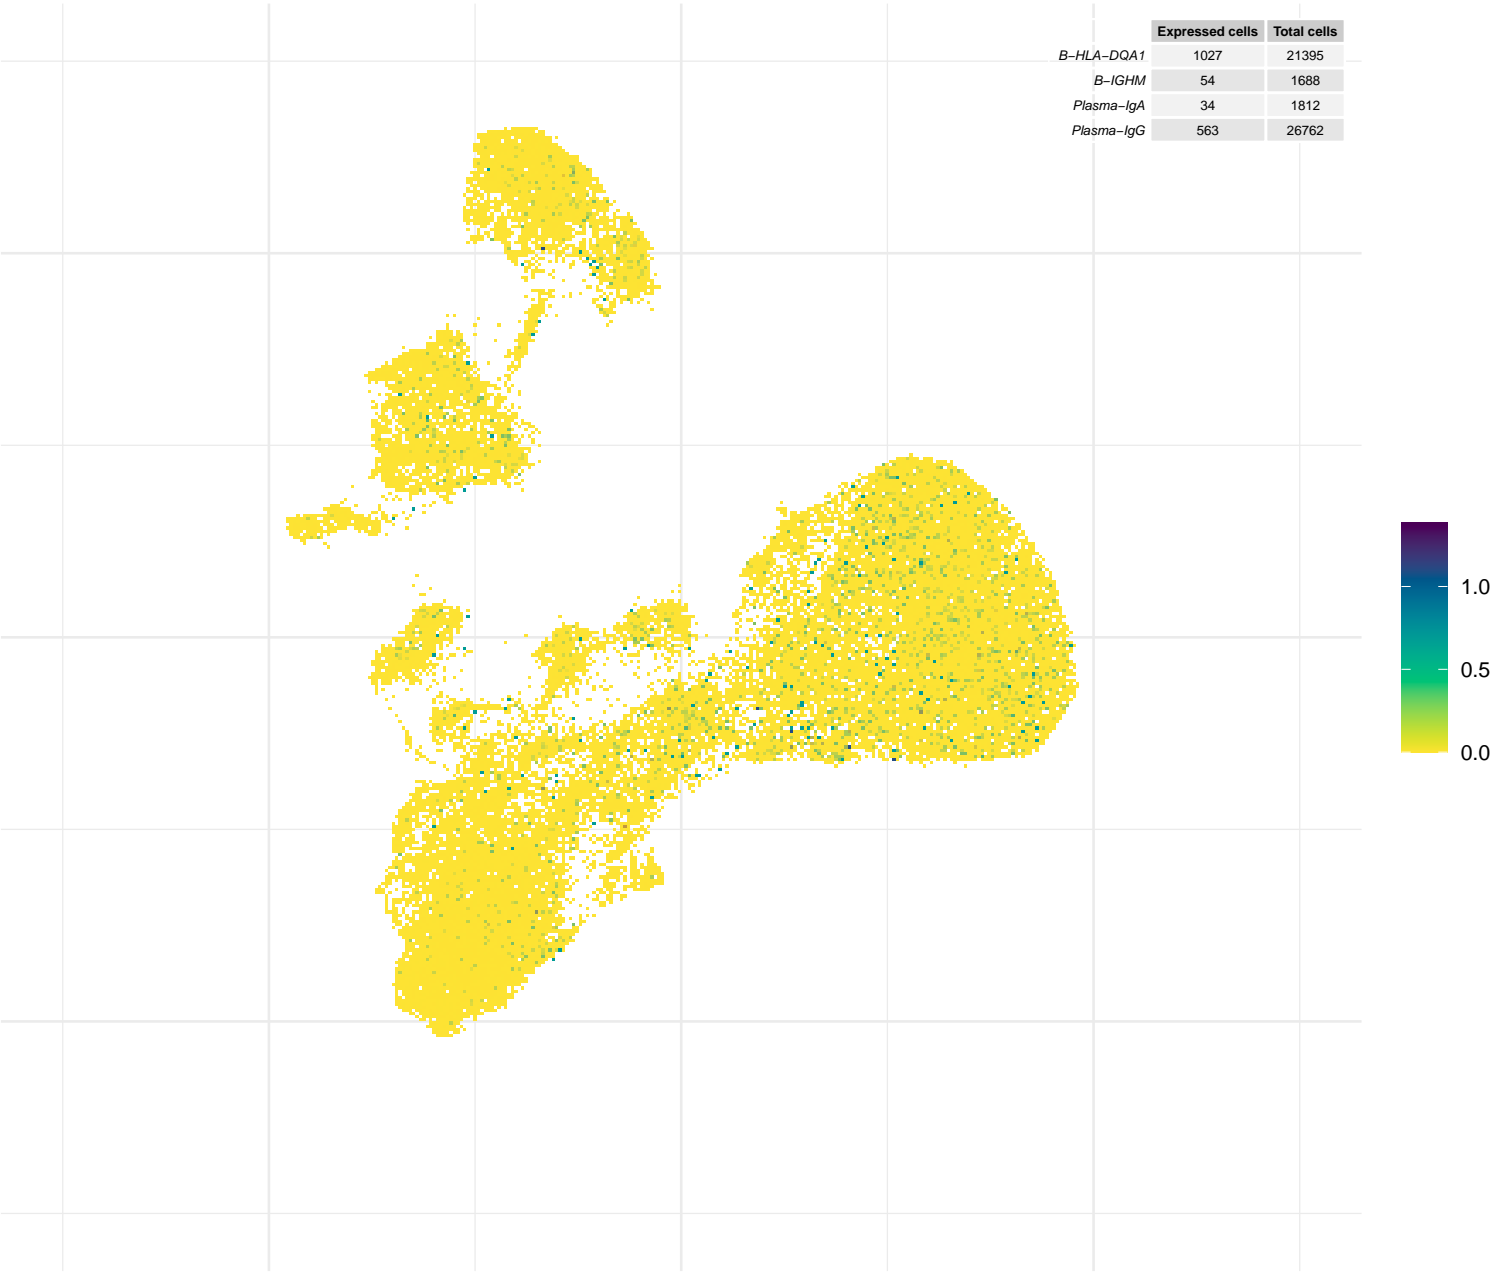 Expressed cells Total cells
B−HLA−DQA1 1027 21395
B−IGHM 54 1688
Plasma−IgA 34 1812
Plasma−IgG 563 26762
1.0
0.5
0.0